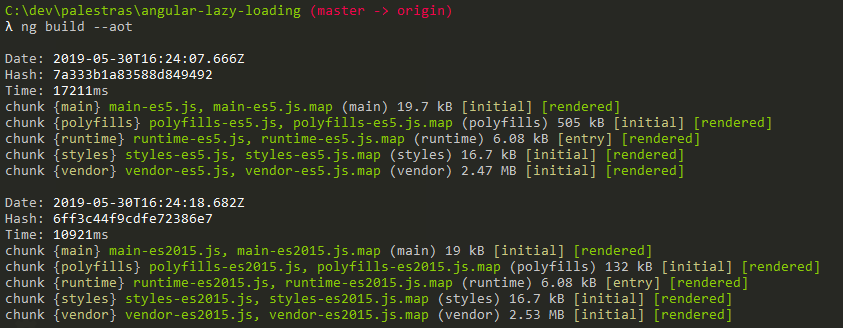 C:\dev\palestras\angular-lazy-loading (master -> origin)
λ ng build --aot
Date: 2019-05-30T16:24:07.666Z
Hash: 7a333b1a83588d849492
Time: 17211ms
chunk {main} main-es5.js, main-es5.js.map (main) 19.7 kB [initial] [rendered]
chunk {polyfills} polyfills-es5.js, polyfills-es5.js.map (polyfills) 505 kB [initial] [rendered]
chunk {runtime} runtime-es5.js, runtime-es5.js.map (runtime) 6.08 kB [entry] [rendered]
chunk {styles} styles-es5.js, styles-es5.js.map (styles) 16.7 kB [initial] [rendered]
chunk {vendor} vendor-es5.js, vendor-es5.js.map (vendor) 2.47 MB [initial] [rendered]
Date: 2019-05-30T16:24:18.682Z
Hash: 6ff3c44f9cdfe72386e7
Time: 10921ms
chunk {main} main-es2015.js, main-es2015.js.map (main) 19 kB [initial] [rendered]
chunk {polyfills} polyfills-es2015.js, polyfills-es2015.js.map (polyfills) 132 kB [initial] [rendered]
chunk {runtime} runtime-es2015.js, runtime-es2015.js.map (runtime) 6.08 kB [entry] [rendered]
chunk {styles} styles-es2015.js, styles-es2015.js.map (styles) 16.7 kB [initial] [rendered]
chunk {vendor} vendor-es2015.js, vendor-es2015.js.map (vendor) 2.53 MB [initial] [rendered]